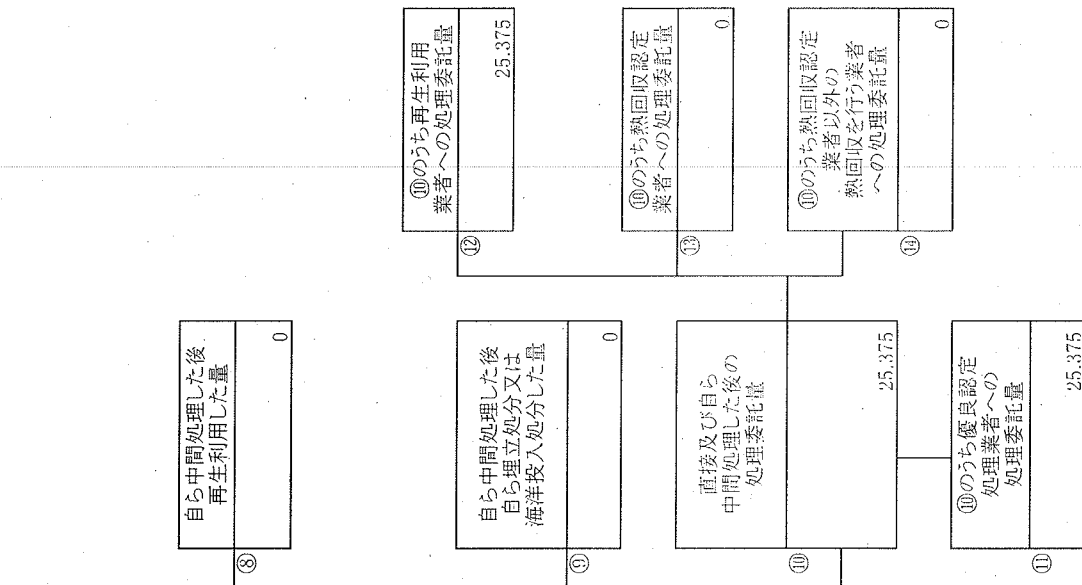 ⑧
自ら中間処理した後
再生利用した量
0
⑨
自ら中間処理した後
自ら埋立処分又は
海洋投入処分した量
0
⑩
直接及び自ら
中間処理した後の
処理委託量
25.375
⑪
⑩のうち優良認定
処理業者への
処理委託量
25.375
⑫
⑩のうち再生利用
業者への処理委託量
25.375
⑬
⑩のうち熱回収認定
業者への処理委託量
0
⑭
⑩のうち熱回収認定
業者以外の
熱回収を行う業者
への処理委託量
0